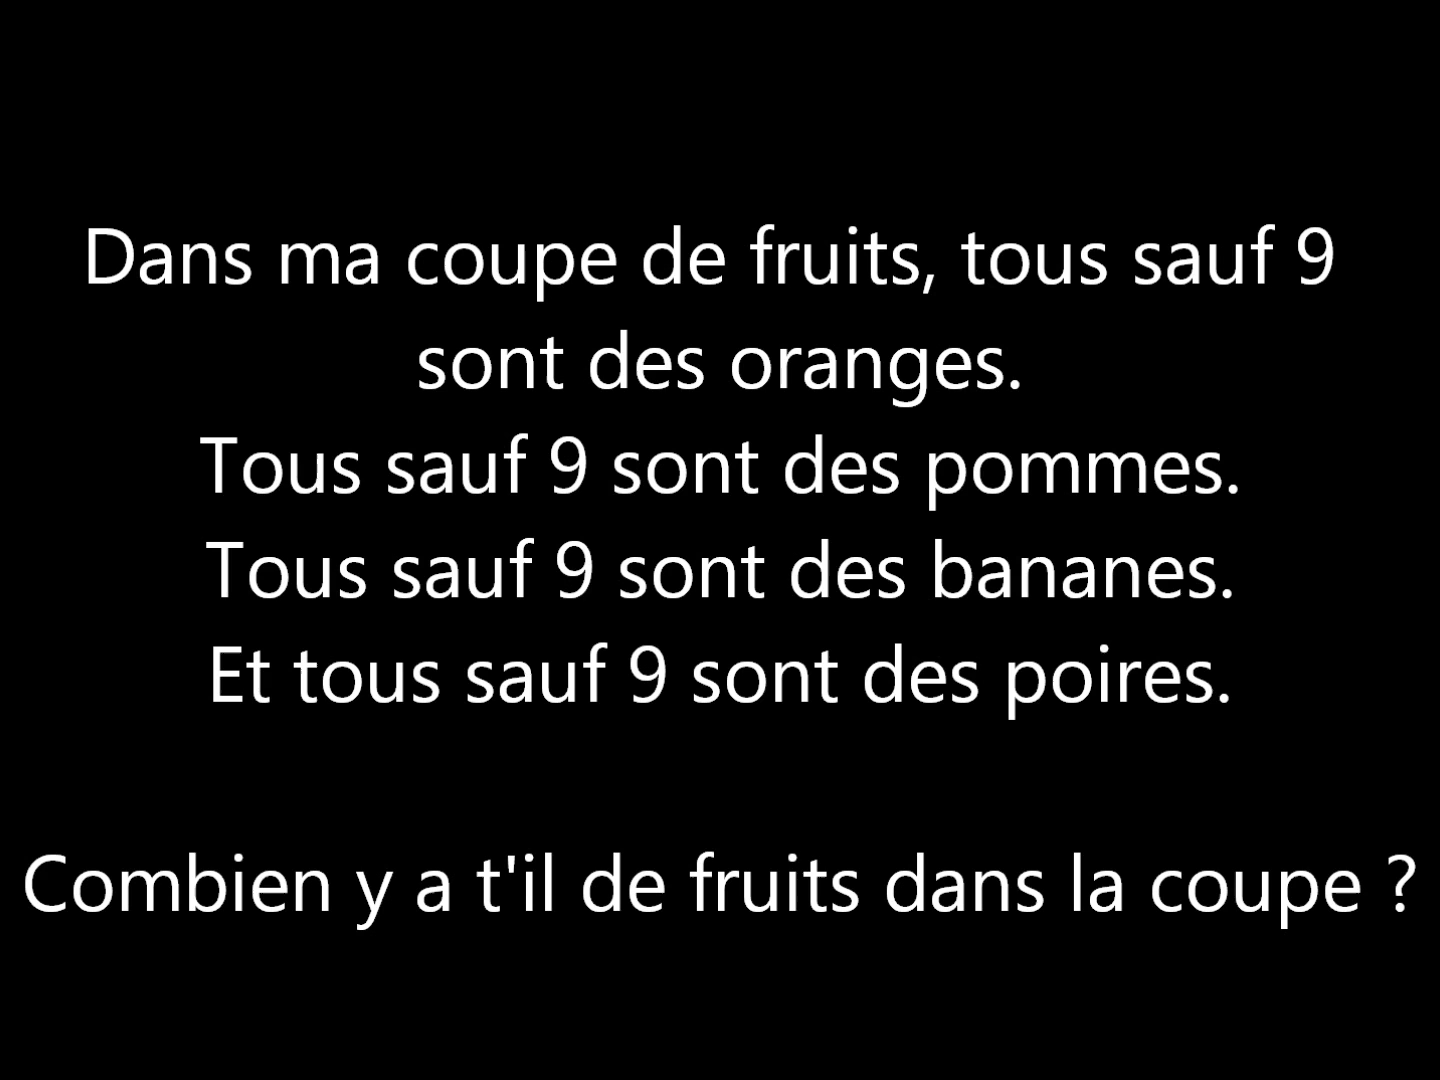 Dans ma coupe de fruits, tous sauf 9
sont des oranges.
Tous sauf 9 sont des pommes.
Tous sauf 9 sont des bananes.
Et tous sauf 9 sont des poires.
Combien y a t'il de fruits dans la coupe ?